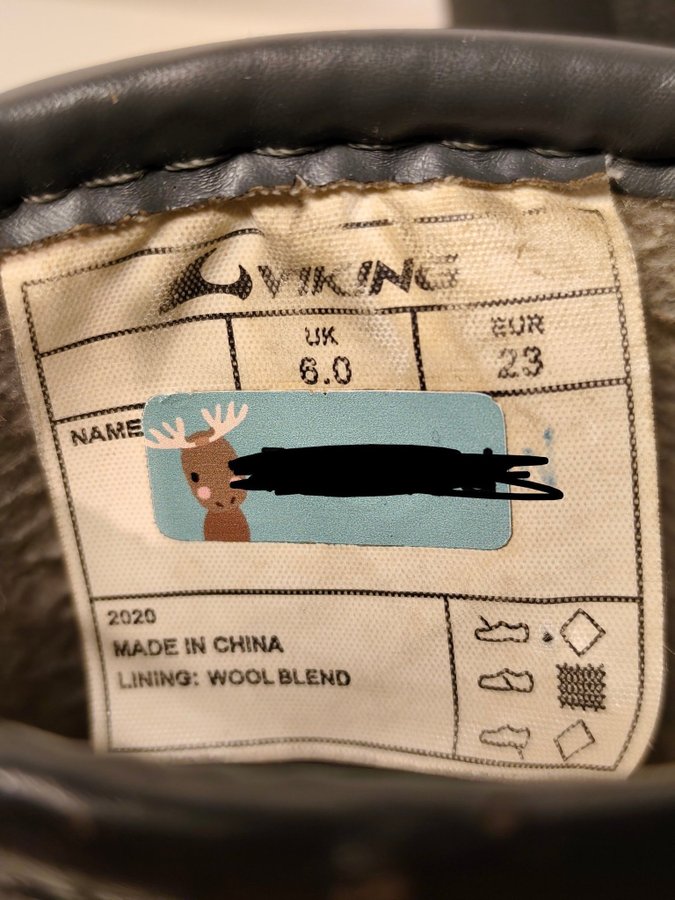 VIKING
UK EUR
6.0 23
NAME
2020
MADE IN CHINA
LINING: WOOL BLEND